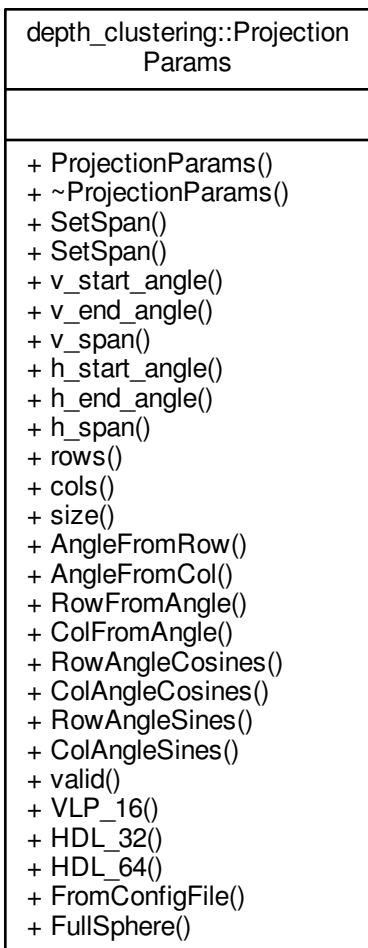 depth_clustering::Projection
Params
+ ProjectionParams()
+ ~ProjectionParams()
+ SetSpan()
+ SetSpan()
+ v_start_angle()
+ v_end_angle()
+ v_span()
+ h_start_angle()
+ h_end_angle()
+ h_span()
+ rows()
+ cols()
+ size()
+ AngleFromRow()
+ AngleFromCol()
+ RowFromAngle()
+ ColFromAngle()
+ RowAngleCosines()
+ ColAngleCosines()
+ RowAngleSines()
+ ColAngleSines()
+ valid()
+ VLP_16()
+ HDL_32()
+ HDL_64()
+ FromConfigFile()
+ FullSphere()